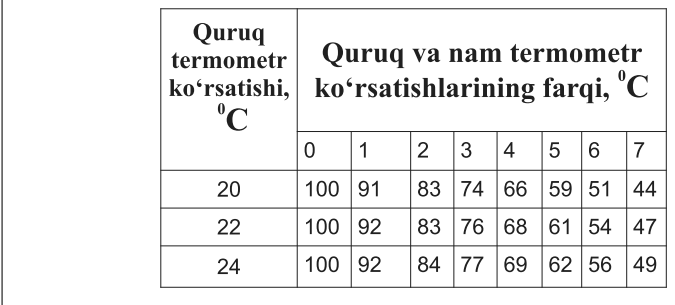 Quruq
termometr
ko‘rsatishi,
⁰C
Quruq va nam termometr
ko‘rsatishlarining farqi, ⁰C
0 1 2 3 4 5 6 7
20 100 91 83 74 66 59 51 44
22 100 92 83 76 68 61 54 47
24 100 92 84 77 69 62 56 49